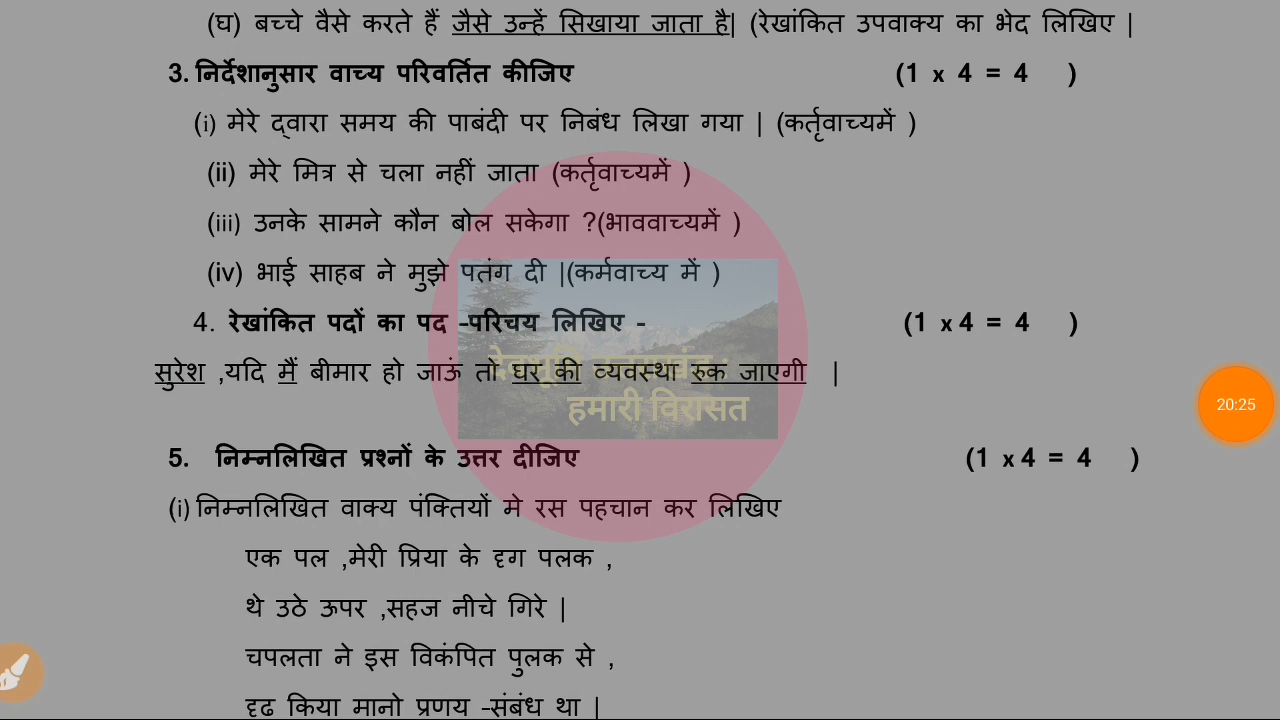 (घ) बच्चे वैसे करते हैं जैसे उन्हें सिखाया जाता है| (रेखांकित उपवाक्य का भेद लिखिए |
3. निर्देशानुसार वाच्य परिवर्तित कीजिए (1 x 4 = 4 )
(i) मेरे द्वारा समय की पाबंदी पर निबंध लिखा गया | (कर्तृवाच्यमें )
(ii) मेरे मित्र से चला नहीं जाता (कर्तृवाच्यमें )
(iii) उनके सामने कौन बोल सकेगा ?(भाववाच्यमें )
(iv) भाई साहब ने मुझे पतंग दी |(कर्मवाच्य में )
4. रेखांकित पदों का पद –परिचय लिखिए - (1 x 4 = 4 )
सुरेश ,यदि मैं बीमार हो जाऊं तो घर की व्यवस्था रुक जाएगी |
देवभूमि उत्तराखंड :
हमारी विरासत
20:25
5. निम्नलिखित प्रश्नों के उत्तर दीजिए (1 x 4 = 4 )
(i) निम्नलिखित वाक्य पंक्तियों मे रस पहचान कर लिखिए
एक पल ,मेरी प्रिया के दृग पलक ,
थे उठे ऊपर ,सहज नीचे गिरे |
चपलता ने इस विकंपित पुलक से ,
दृढ किया मानो प्रणय –संबंध था |